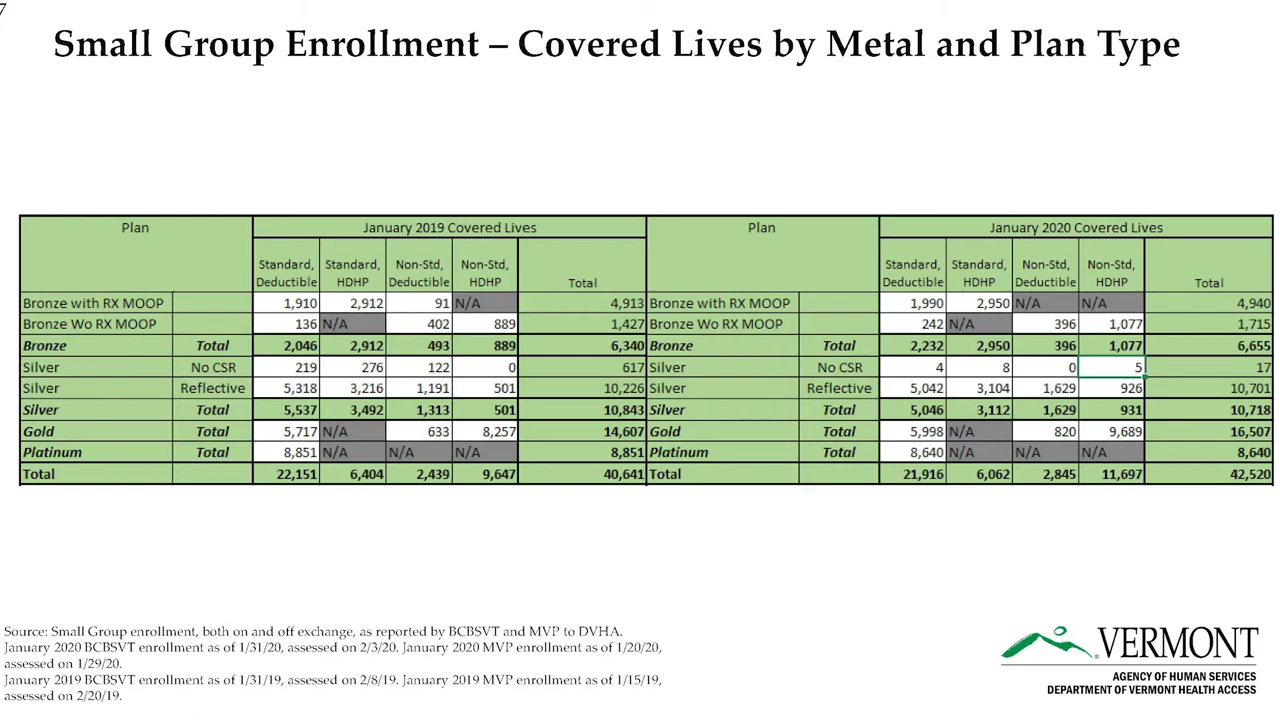 7
Small Group Enrollment – Covered Lives by Metal and Plan Type
Plan January 2019 Covered Lives Plan January 2020 Covered Lives
Standard, Standard, Non-Std, Non-Std, Standard, Standard, Non-Std, Non-Std,
Deductible HDHP Deductible HDHP Total Deductible HDHP Deductible HDHP Total
Bronze with RX MOOP 1,910 2,912 91 N/A 4,913 Bronze with RX MOOP 1,990 2,950 N/A N/A 4,940
Bronze Wo RX MOOP 136 N/A 402 889 1,427 Bronze Wo RX MOOP 242 N/A 396 1,077 1,715
Bronze Total 2,046 2,912 493 889 6,340 Bronze Total 2,232 2,950 396 1,077 6,655
Silver No CSR 219 276 122 0 617 Silver No CSR 4 8 0 5 17
Silver Reflective 5,318 3,216 1,191 501 10,226 Silver Reflective 5,042 3,104 1,629 926 10,701
Silver Total 5,537 3,492 1,313 501 10,843 Silver Total 5,046 3,112 1,629 931 10,718
Gold Total 5,717 N/A 633 8,257 14,607 Gold Total 5,998 N/A 820 9,689 16,507
Platinum Total 8,851 N/A N/A N/A 8,851 Platinum Total 8,640 N/A N/A N/A 8,640
Total 22,151 6,404 2,439 9,647 40,641 Total 21,916 6,062 2,845 11,697 42,520
Source: Small Group enrollment, both on and off exchange, as reported by BCBSVT and MVP to DVHA.
January 2020 BCBSVT enrollment as of 1/31/20, assessed on 2/3/20. January 2020 MVP enrollment as of 1/20/20,
assessed on 1/29/20.
January 2019 BCBSVT enrollment as of 1/31/19, assessed on 2/8/19. January 2019 MVP enrollment as of 1/15/19,
assessed on 2/20/19.
VERMONT
AGENCY OF HUMAN SERVICES
DEPARTMENT OF VERMONT HEALTH ACCESS